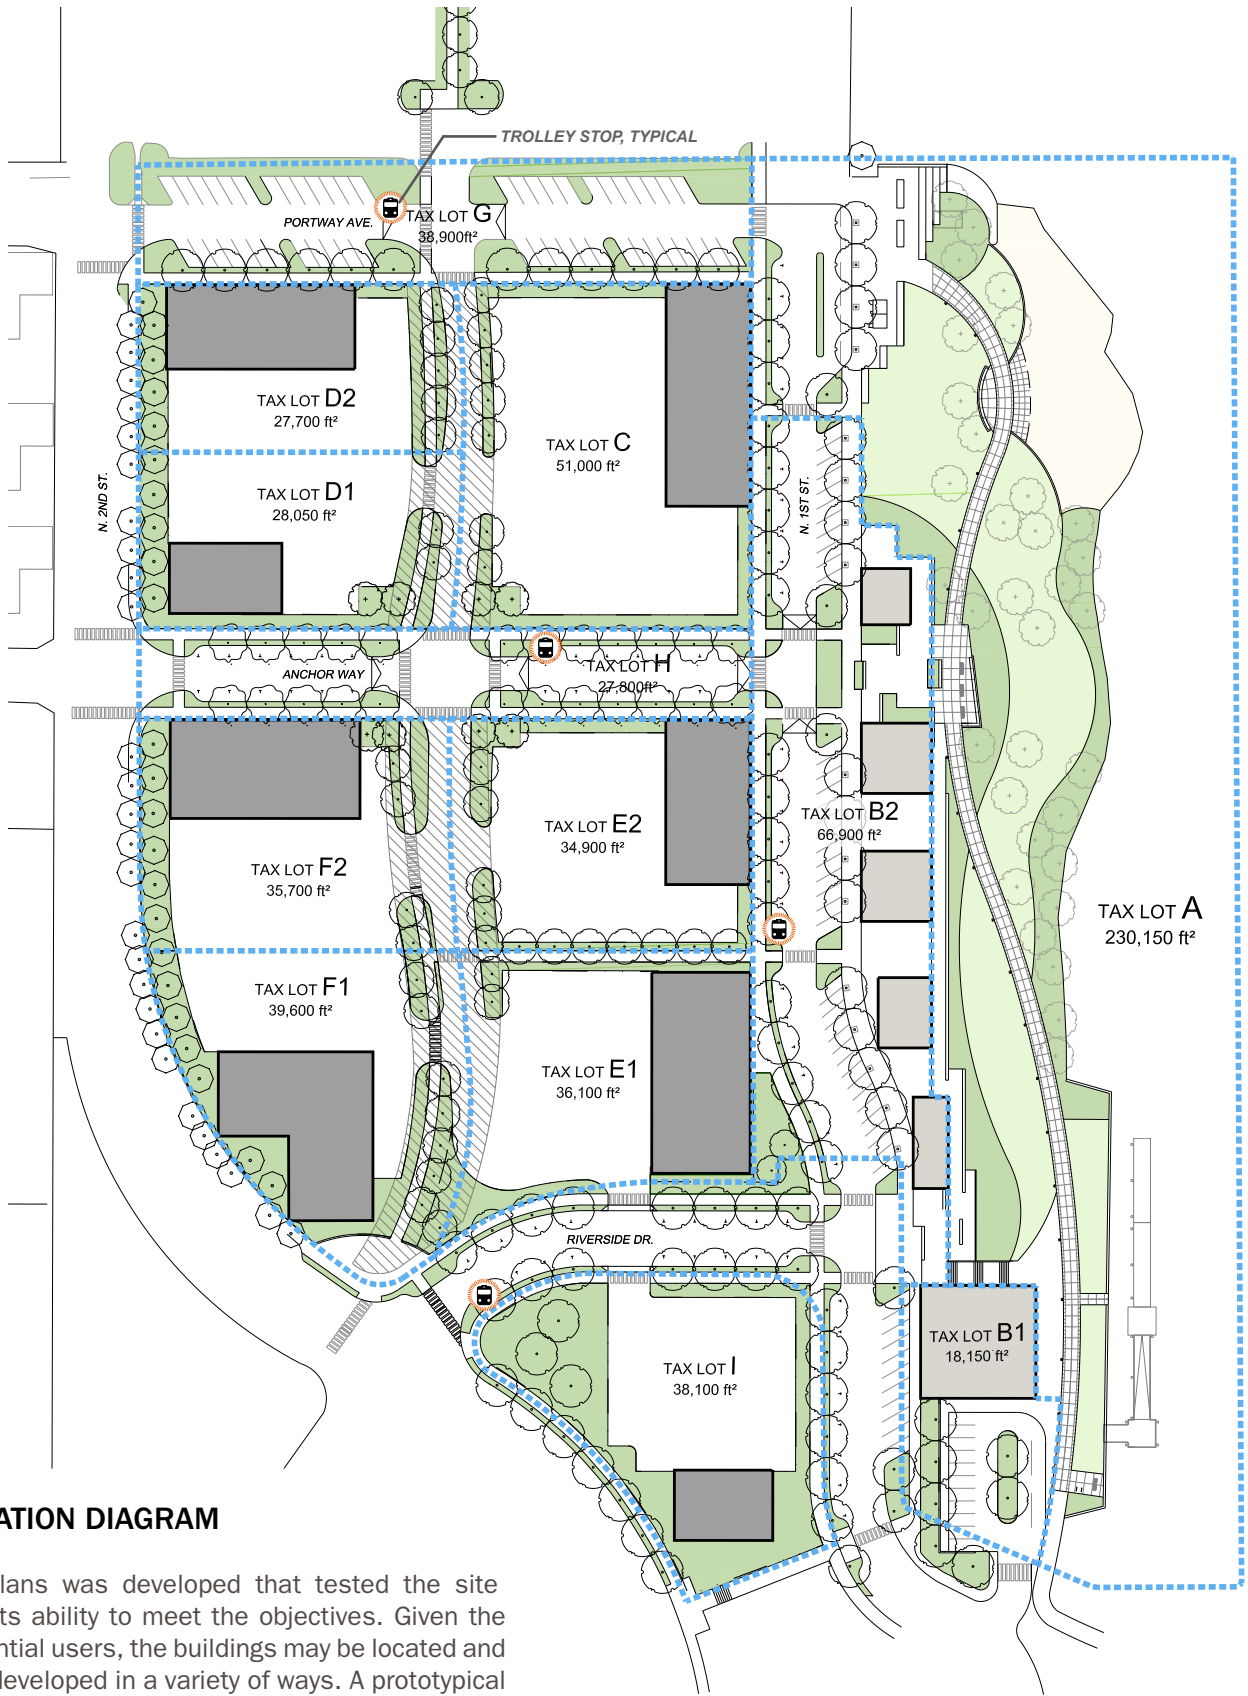 TROLLEY STOP, TYPICAL
PORTWAY AVE.
TAX LOT G
38,900ft²
TAX LOT D2
27,700 ft²
TAX LOT C
51,000 ft²
TAX LOT D1
28,050 ft²
N. 2ND ST.
N. 1ST ST.
ANCHOR WAY
TAX LOT H
27,800ft²
TAX LOT B2
66,900 ft²
TAX LOT E2
34,900 ft²
TAX LOT F2
35,700 ft²
TAX LOT A
230,150 ft²
TAX LOT F1
39,600 ft²
TAX LOT E1
36,100 ft²
RIVERSIDE DR.
TAX LOT B1
18,150 ft²
TAX LOT I
38,100 ft²
ATION DIAGRAM
lans was developed that tested the site
ts ability to meet the objectives. Given the
ntial users, the buildings may be located and
developed in a variety of ways. A prototypical